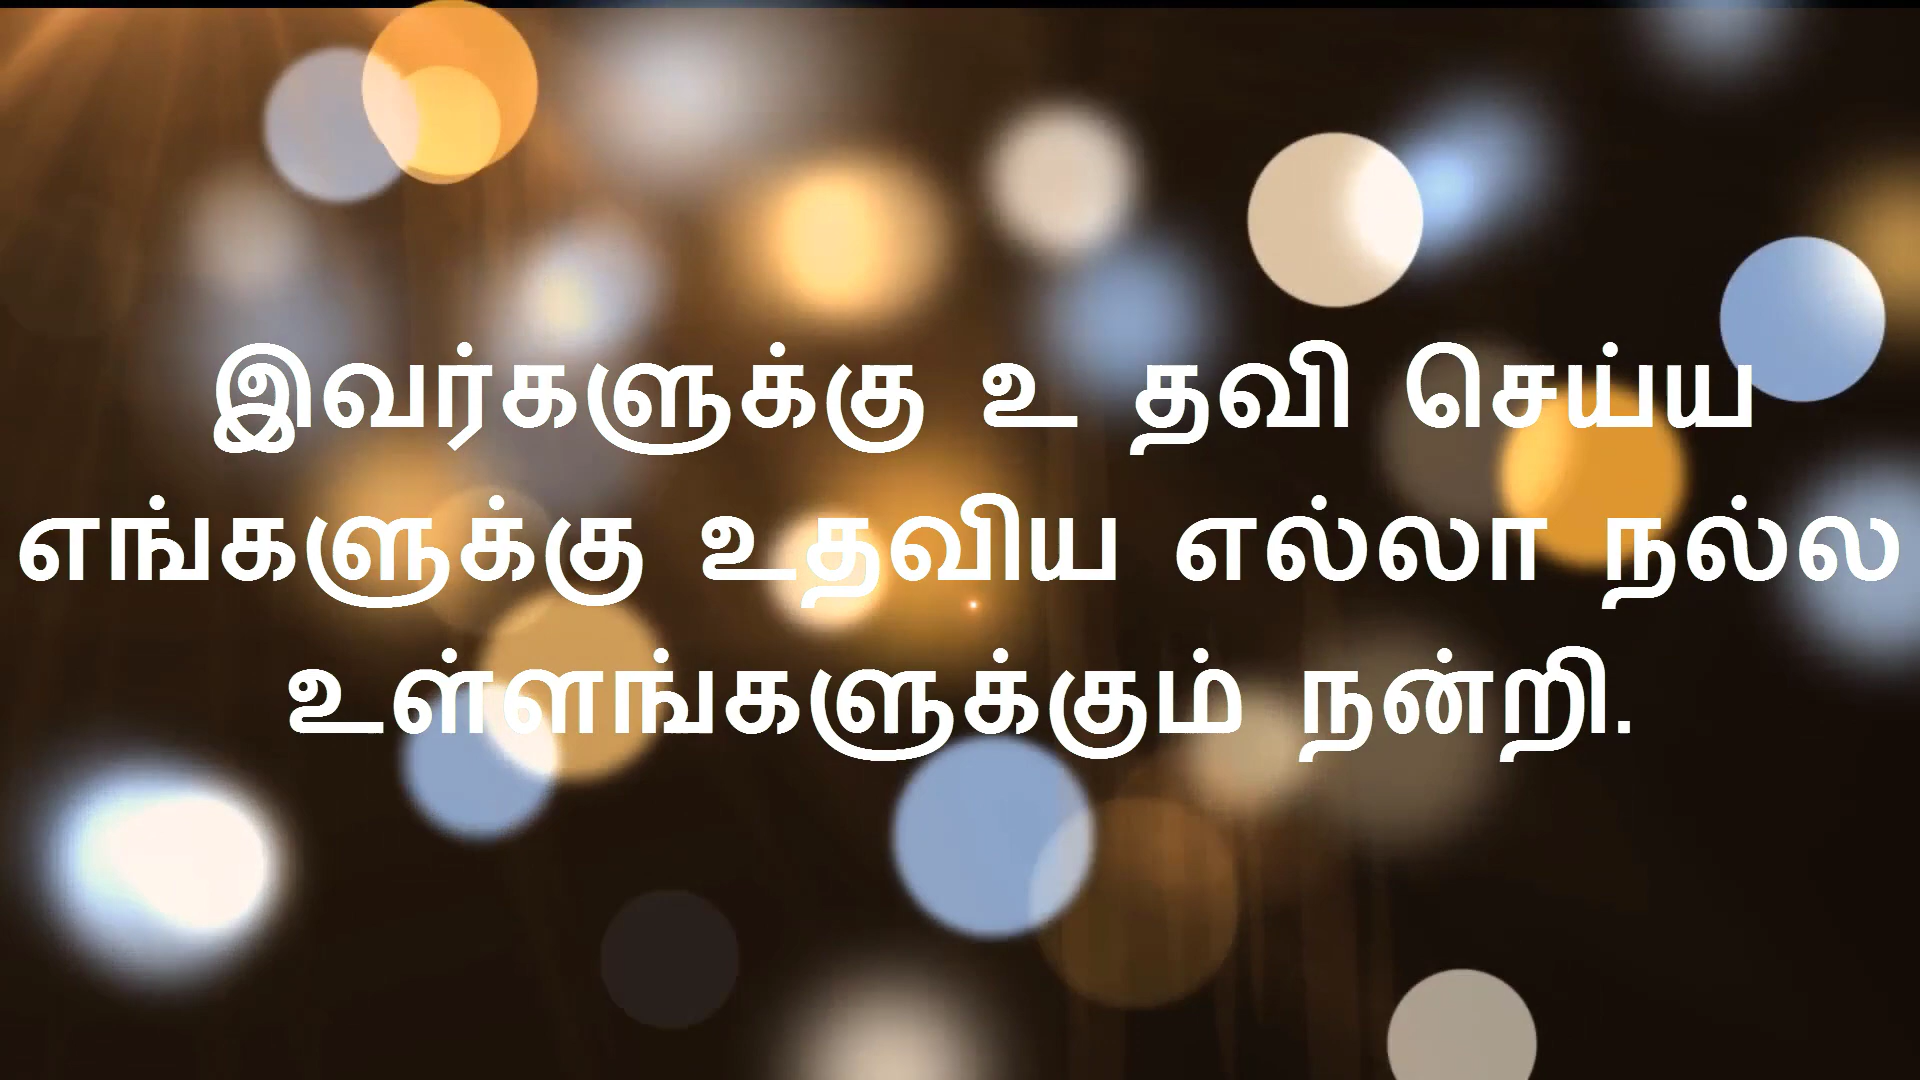 இவர்களுக்கு உ தவி செய்ய
எங்களுக்கு உதவிய எல்லா நல்ல
உள்ளங்களுக்கும் நன்றி.